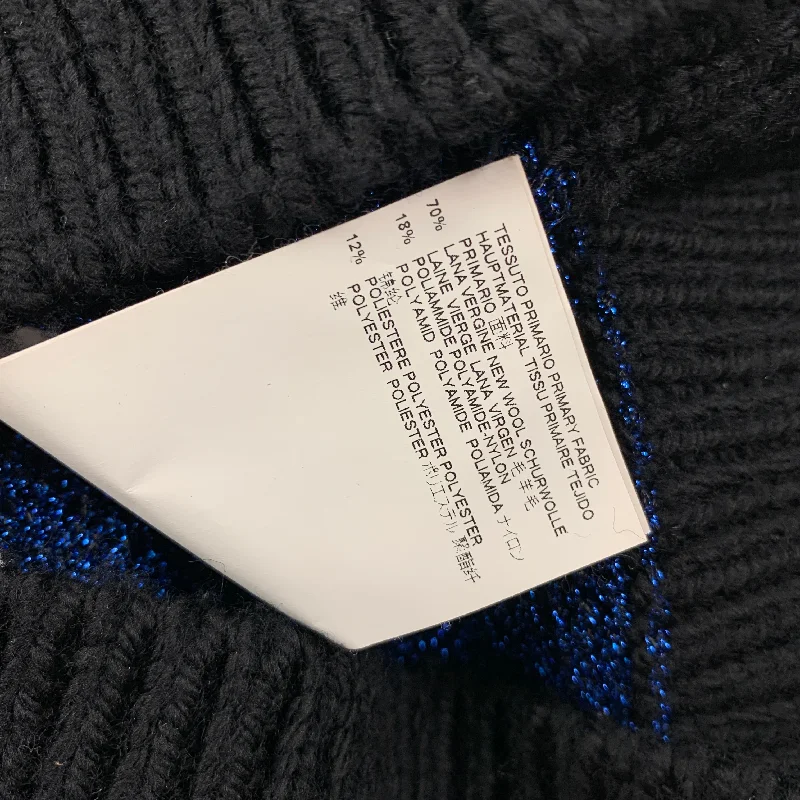 TESSUTO PRIMARIO PRIMARY FABRIC
HAUPTMATERIAL TISSU PRIMAIRE TEJIDO
PRIMARIO 面料
70% LANA VERGINE NEW WOOL SCHURWOLLE
LAINE VIERGE LANA VIRGEN 毛 羊毛
18% POLIAMMIDE POLYAMIDE-NYLON
POLYAMID POLYAMIDE POLIAMIDA ナイロン
锦纶
12% POLIESTERE POLYESTER POLYESTER
POLYESTER POLIESTER ポリエステル 聚酯纤
维